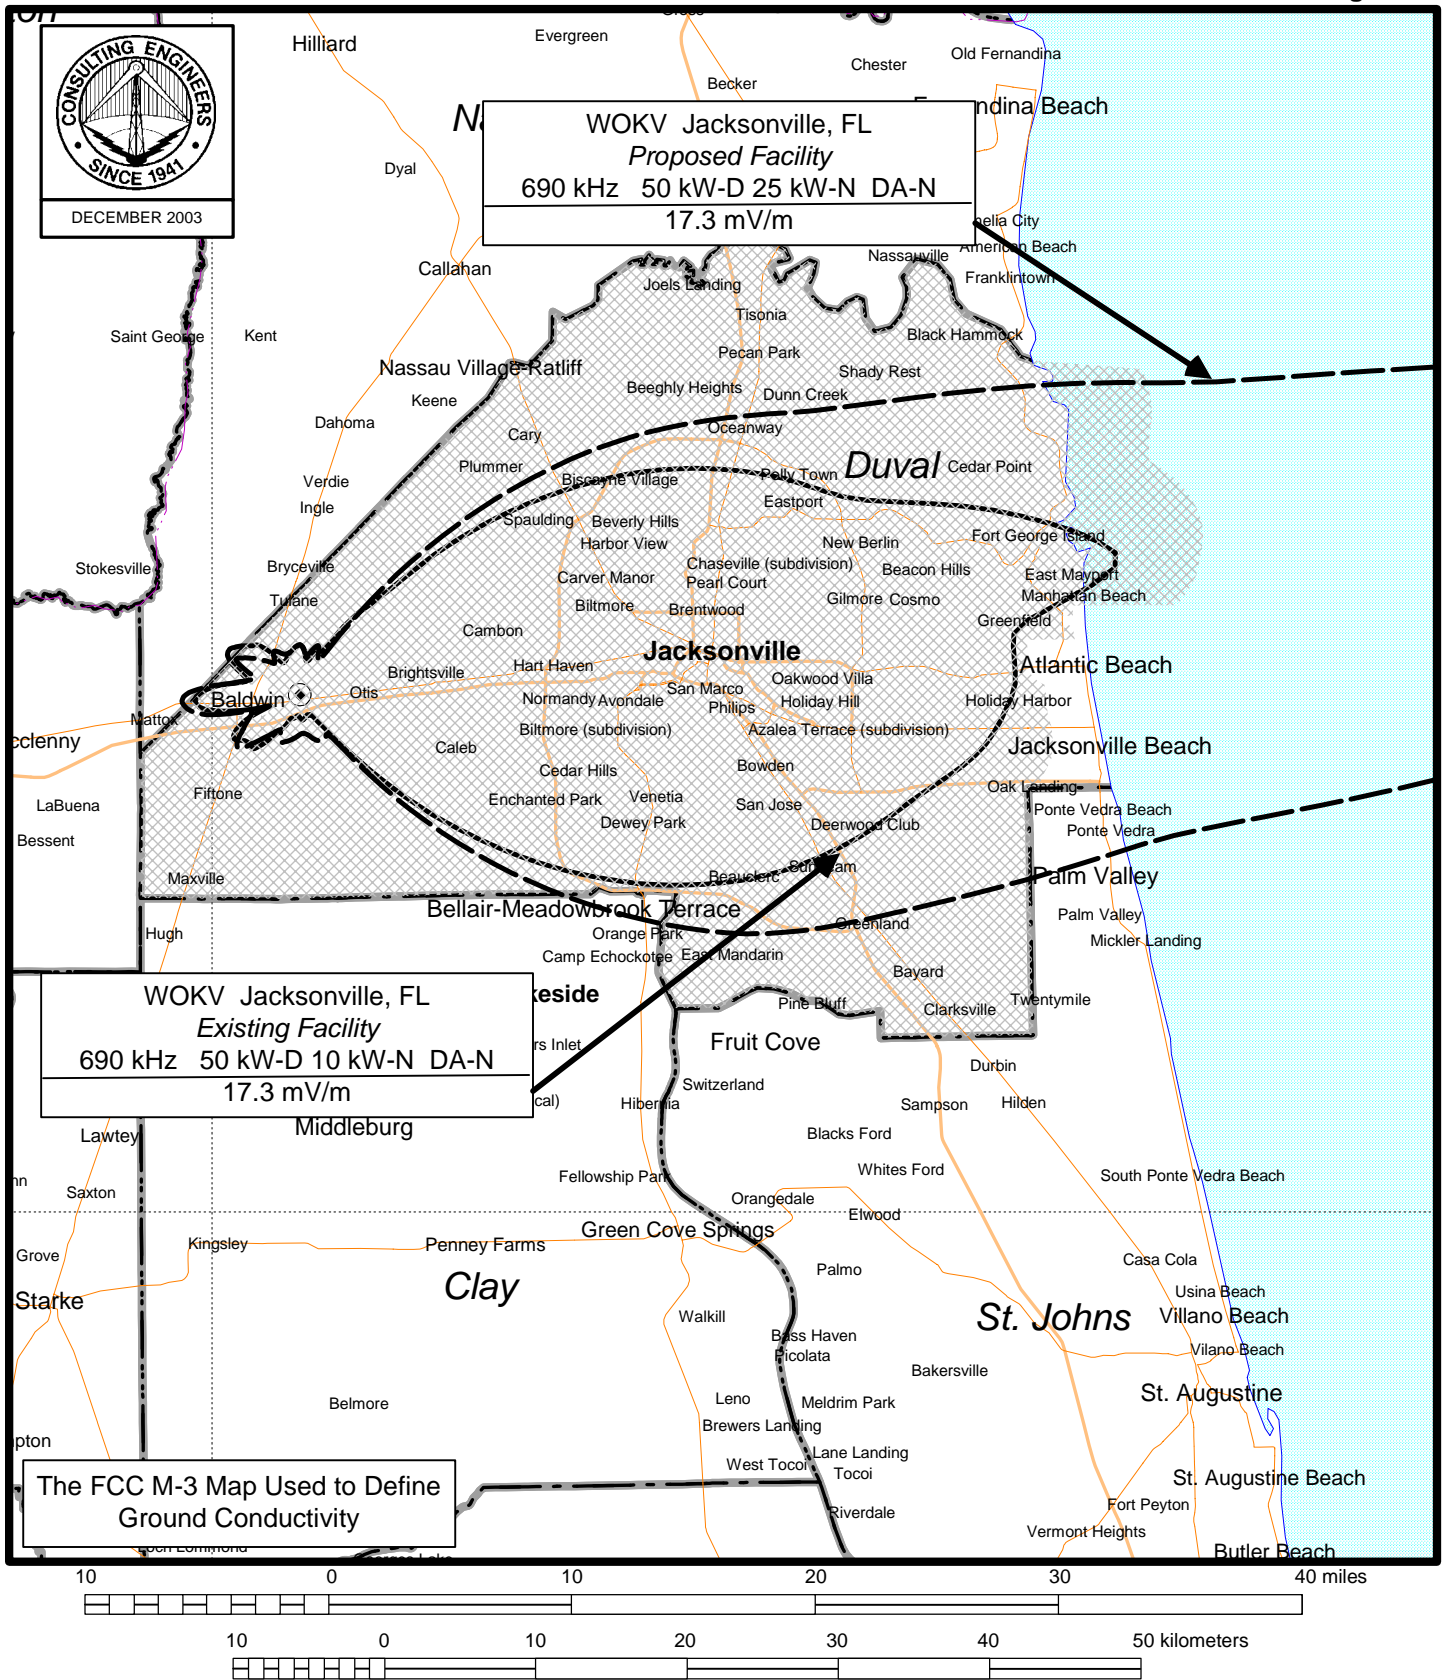 Hilliard
Evergreen
Chester
Old Fernandina
Becker
ndina Beach
CONSULTING ENGINEERS
SINCE 1941
DECEMBER 2003
WOKV Jacksonville, FL
Proposed Facility
690 kHz 50 kW-D 25 kW-N DA-N
17.3 mV/m
Dyal
nelia City
American Beach
Nassauville
Franklintown
Callahan
Joels Landing
Tisonia
Saint George
Kent
Black Hammock
Pecan Park
Nassau Village-Ratliff
Shady Rest
Beeghly Heights
Dunn Creek
Keene
Dahoma
Cary
Oceanway
Plummer
Duval
Cedar Point
Verdie
Biscayne Village
Polly Town
Ingle
Eastport
Spaulding
Beverly Hills
Harbor View
New Berlin
Fort George Island
Stokesville
Bryceville
Chaseville (subdivision)
Carver Manor
Pearl Court
Beacon Hills
East Mayport
Tulane
Biltmore
Brentwood
Gilmore
Cosmo
Manhattan Beach
Greenfield
Cambon
Jacksonville
Brightsville
Hart Haven
Atlantic Beach
Oakwood Villa
Baldwin
Otis
Normandy
Avondale
San Marco
Philips
Holiday Hill
Holiday Harbor
Mattox
Biltmore (subdivision)
Azalea Terrace (subdivision)
cclenny
Caleb
Jacksonville Beach
Cedar Hills
Bowden
Oak Landing
Fiftone
Enchanted Park
Venetia
San Jose
LaBuena
Ponte Vedra Beach
Dewey Park
Deerwood Club
Ponte Vedra
Bessent
Maxville
Beauclerc
Palm Valley
Bellair-Meadowbrook Terrace
Palm Valley
Hugh
Orange Park
Greenland
Mickler Landing
Camp Echockotee
East Mandarin
Bayard
keside
Pine Bluff
Clarksville
Twentymile
WOKV Jacksonville, FL
Existing Facility
690 kHz 50 kW-D 10 kW-N DA-N
17.3 mV/m
rs Inlet
Fruit Cove
Durbin
Switzerland
cal)
Hibernia
Sampson
Hilden
Lawtey
Middleburg
Blacks Ford
Whites Ford
Fellowship Park
South Ponte Vedra Beach
nn
Saxton
Orangedale
Elwood
Green Cove Springs
Grove
Kingsley
Penney Farms
Casa Cola
Palmo
Clay
Usina Beach
Starke
Walkill
St. Johns
Villano Beach
Bass Haven
Picolata
Vilano Beach
Bakersville
Belmore
Leno
Meldrim Park
St. Augustine
Brewers Landing
pton
Lane Landing
West Tocoi
Tocoi
St. Augustine Beach
The FCC M-3 Map Used to Define
Ground Conductivity
Riverdale
Fort Peyton
Vermont Heights
Butler Beach
10 0 10 20 30 40 miles
10 0 10 20 30 40 50 kilometers